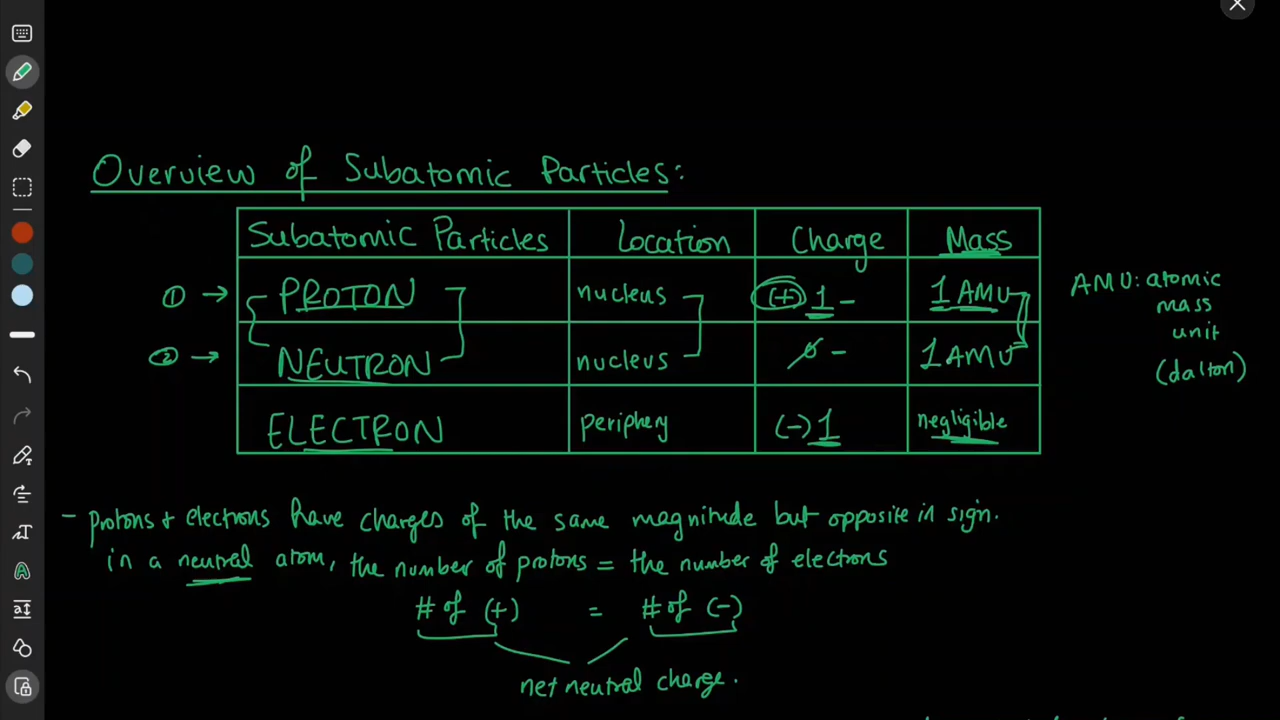 Overview of Subatomic Particles:
Subatomic Particles Location Charge Mass
① → PROTON nucleus (+) 1 - 1 AMU
② → NEUTRON nucleus ø - 1 AMU
ELECTRON periphery (-) 1 negligible
AMU: atomic
mass
unit
(dalton)
- protons + electrons have charges of the same magnitude but opposite in sign.
in a neutral atom, the number of protons = the number of electrons
# of (+) = # of (-)
net neutral charge.